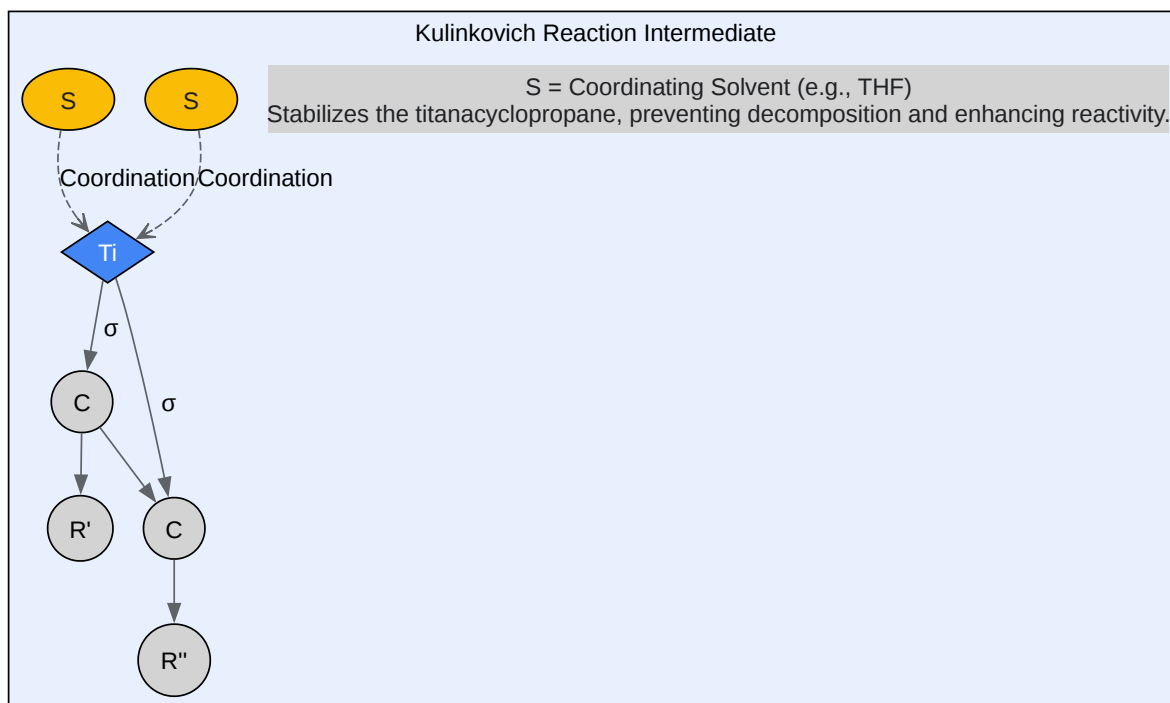 Kulinkovich Reaction Intermediate
S
S
S = Coordinating Solvent (e.g., THF)
Stabilizes the titanacyclopropane, preventing decomposition and enhancing reactivity.
Coordination
Coordination
Ti
σ
C
σ
R'
C
R''